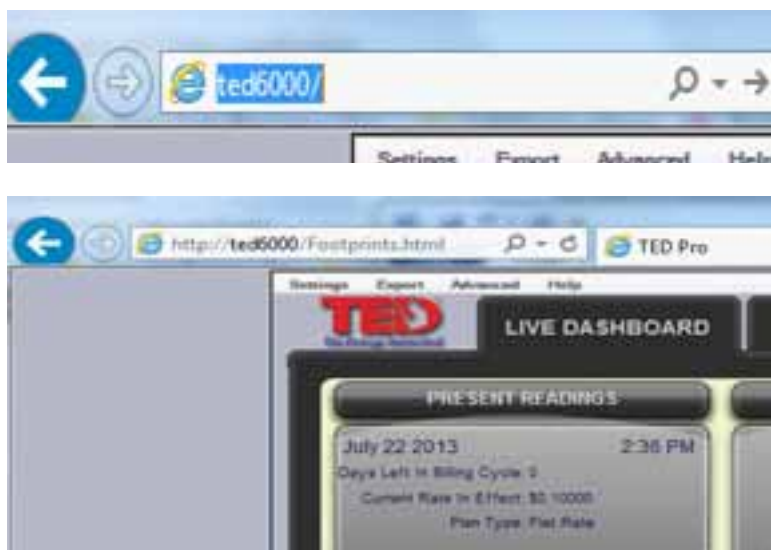 ted6000/
Settings Export Advanced Help
http://ted6000/Footprints.html
TED Pro
Settings Export Advanced Help
TED
LIVE DASHBOARD
PRESENT READINGS
July 22 2013 2:36 PM
Days Left In Billing Cycle: 0
Current Rate In Effect: $0.10000
Plan Type: Flat Rate